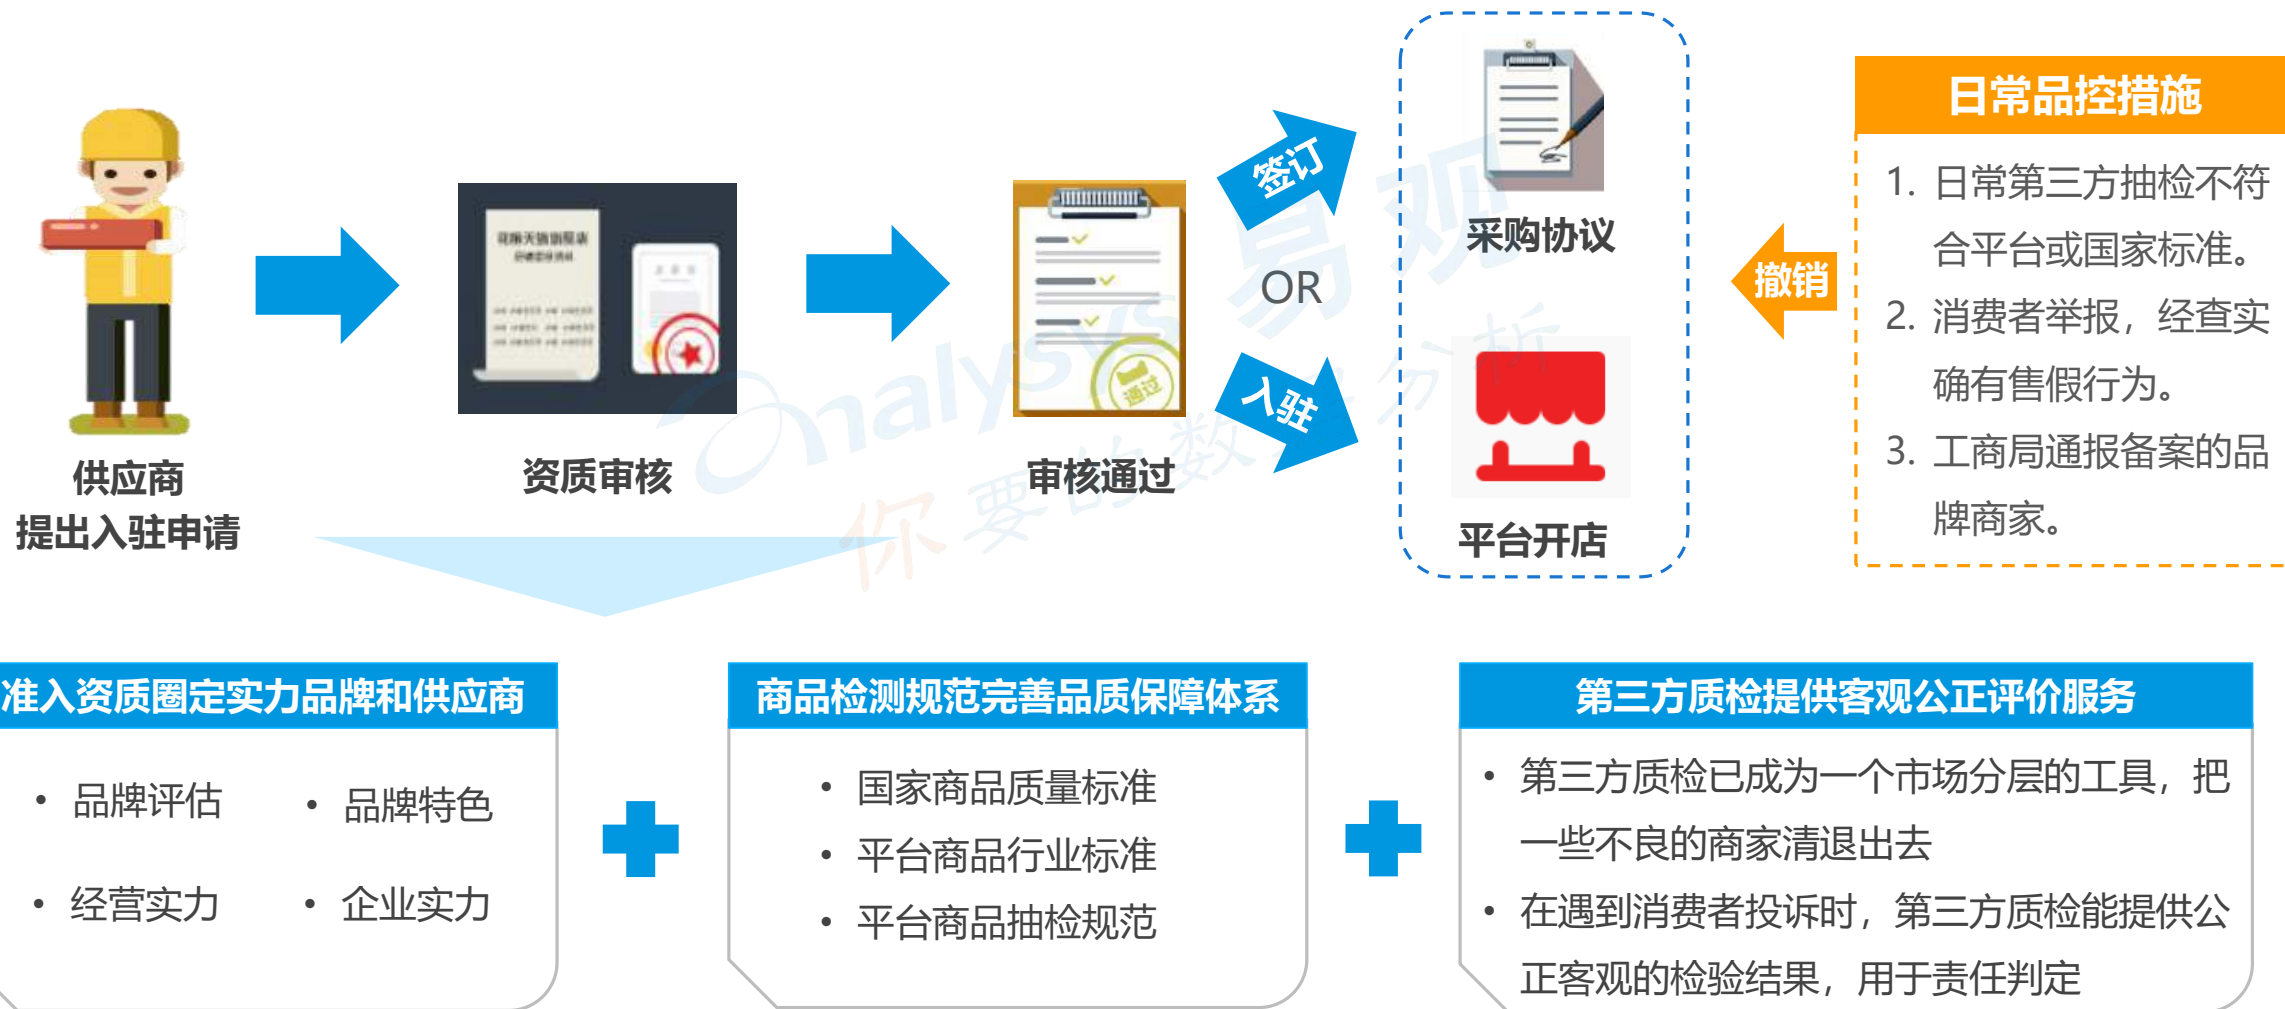 供应商
提出入驻申请
资质审核
通过
审核通过
签订
OR
入驻
采购协议
平台开店
撤销
日常品控措施
1. 日常第三方抽检不符
合平台或国家标准。
2. 消费者举报，经查实
确有售假行为。
3. 工商局通报备案的品
牌商家。
analysys 易观
你要的数据分析
准入资质圈定实力品牌和供应商
• 品牌评估
• 品牌特色
• 经营实力
• 企业实力
商品检测规范完善品质保障体系
• 国家商品质量标准
• 平台商品行业标准
• 平台商品抽检规范
第三方质检提供客观公正评价服务
• 第三方质检已成为一个市场分层的工具，把
一些不良的商家清退出去
• 在遇到消费者投诉时，第三方质检能提供公
正客观的检验结果，用于责任判定